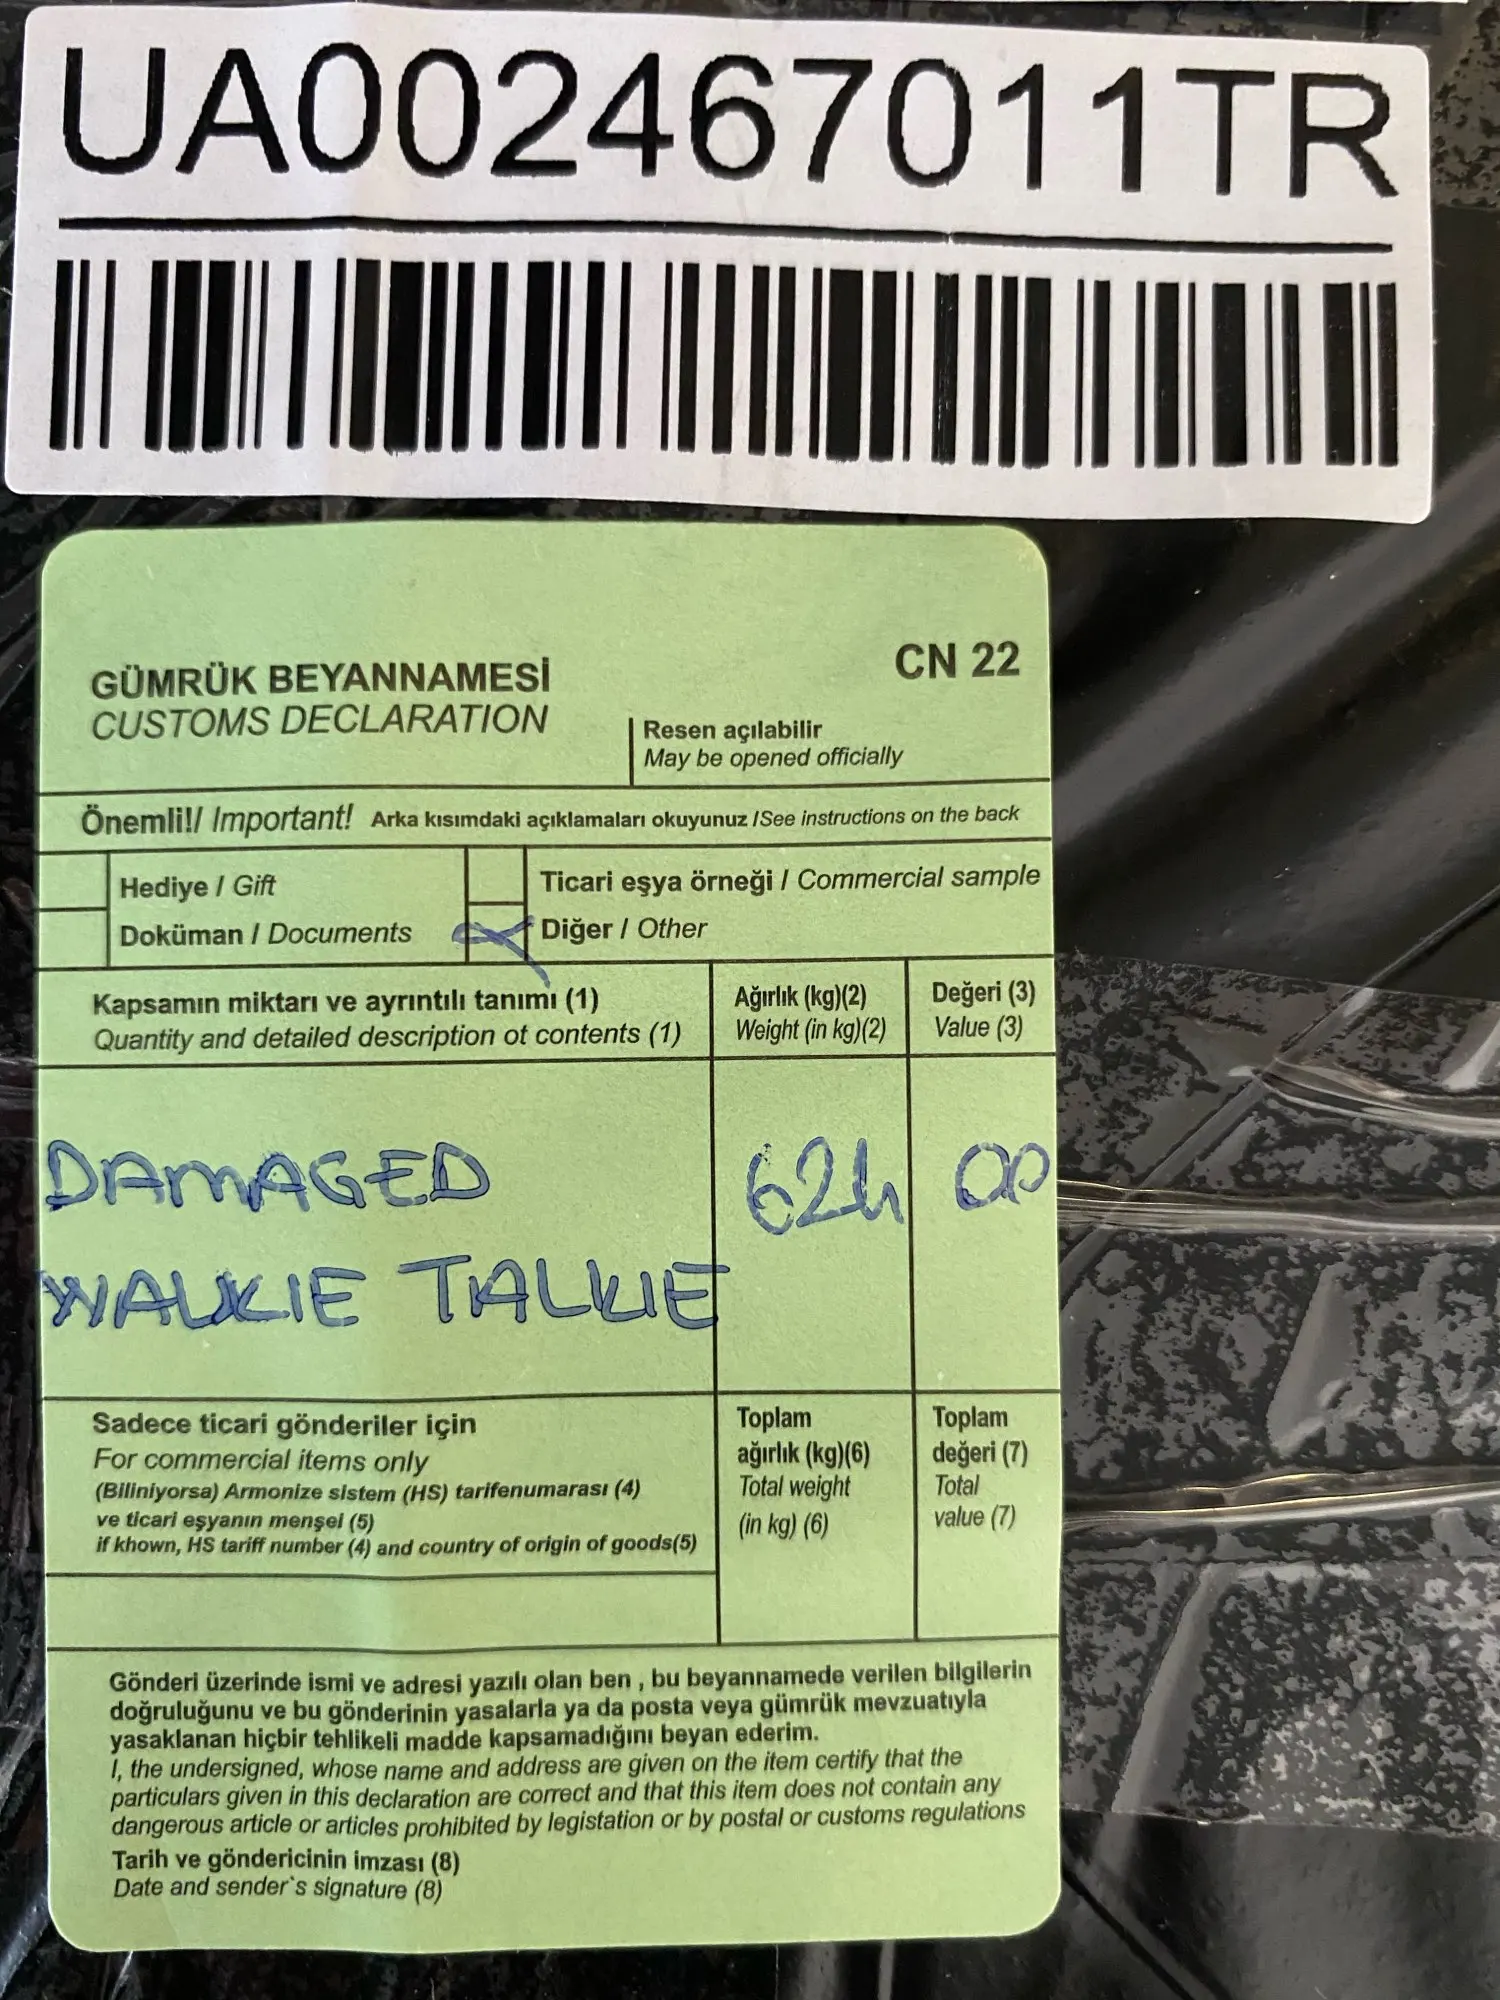 UA002467011TR
GÜMRÜK BEYANNAMESİ
CUSTOMS DECLARATION
CN 22
Resen açılabilir
May be opened officially
Önemli!/ Important! Arka kısımdaki açıklamaları okuyunuz /See instructions on the back
Hediye / Gift
Ticari eşya örneği / Commercial sample
Doküman / Documents
Diğer / Other
Kapsamın miktarı ve ayrıntılı tanımı (1)
Quantity and detailed description ot contents (1)
Ağırlık (kg)(2)
Weight (in kg)(2)
Değeri (3)
Value (3)
DAMAGED
WALKIE TALKIE
00
Sadece ticari gönderiler için
For commercial items only
(Biliniyorsa) Armonize sistem (HS) tarifenumarası (4)
ve ticari eşyanın menşei (5)
if khown, HS tariff number (4) and country of origin of goods(5)
Toplam
ağırlık (kg)(6)
Total weight
(in kg) (6)
Toplam
değeri (7)
Total
value (7)
Gönderi üzerinde ismi ve adresi yazılı olan ben , bu beyannamede verilen bilgilerin
doğruluğunu ve bu gönderinin yasalarla ya da posta veya gümrük mevzuatıyla
yasaklanan hiçbir tehlikeli madde kapsamadığını beyan ederim.
I, the undersigned, whose name and address are given on the item certify that the
particulars given in this declaration are correct and that this item does not contain any
dangerous article or articles prohibited by legistation or by postal or customs regulations
Tarih ve göndericinin imzası (8)
Date and sender`s signature (8)